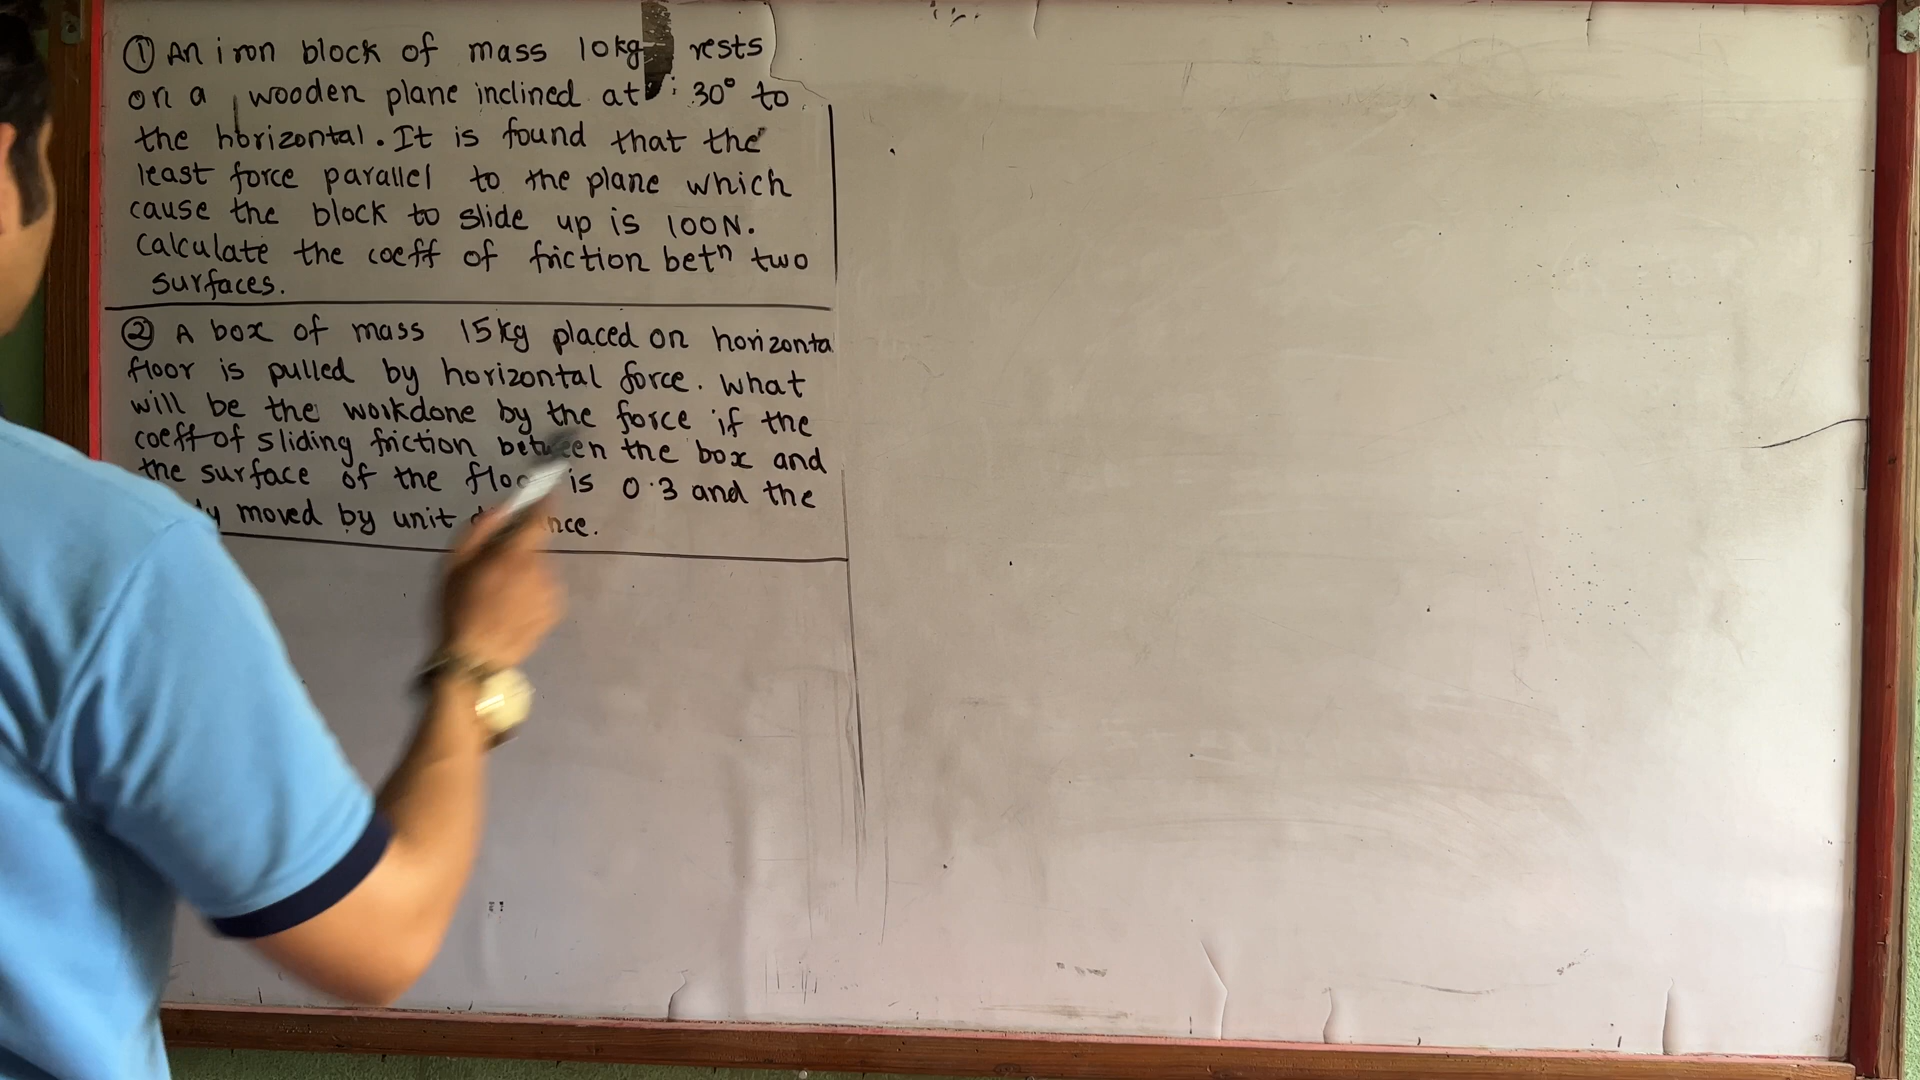 ① An iron block of mass 10kg rests
on a wooden plane inclined at 30° to
the horizontal. It is found that the
least force parallel to the plane which
cause the block to slide up is 100N.
Calculate the coeff of friction betⁿ two
surfaces.
② A box of mass 15kg placed on horizonta
floor is pulled by horizontal force. What
will be the workdone by the force if the
coeff of sliding friction between the box and
the surface of the floor is 0.3 and the
moved by unit